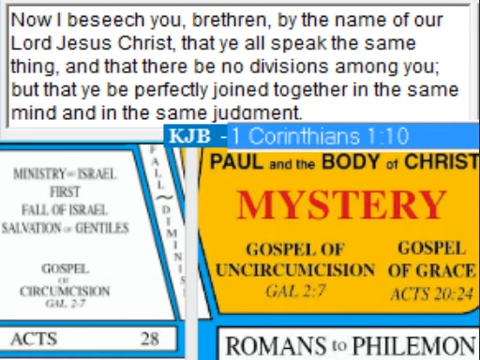 Now I beseech you, brethren, by the name of our
Lord Jesus Christ, that ye all speak the same
thing, and that there be no divisions among you;
but that ye be perfectly joined together in the same
mind and in the same judgment.
KJB - 1 Corinthians 1:10
MINISTRY to ISRAEL
FIRST
FALL OF ISRAEL
SALVATION OF GENTILES
GOSPEL
OF
CIRCUMCISION
GAL 2-7
FALL ~ DIMINIS
ACTS 28
PAUL and the BODY of CHRIST
MYSTERY
GOSPEL OF
UNCIRCUMCISION
GAL 2:7
GOSPEL
OF GRACE
ACTS 20:24
ROMANS to PHILEMON